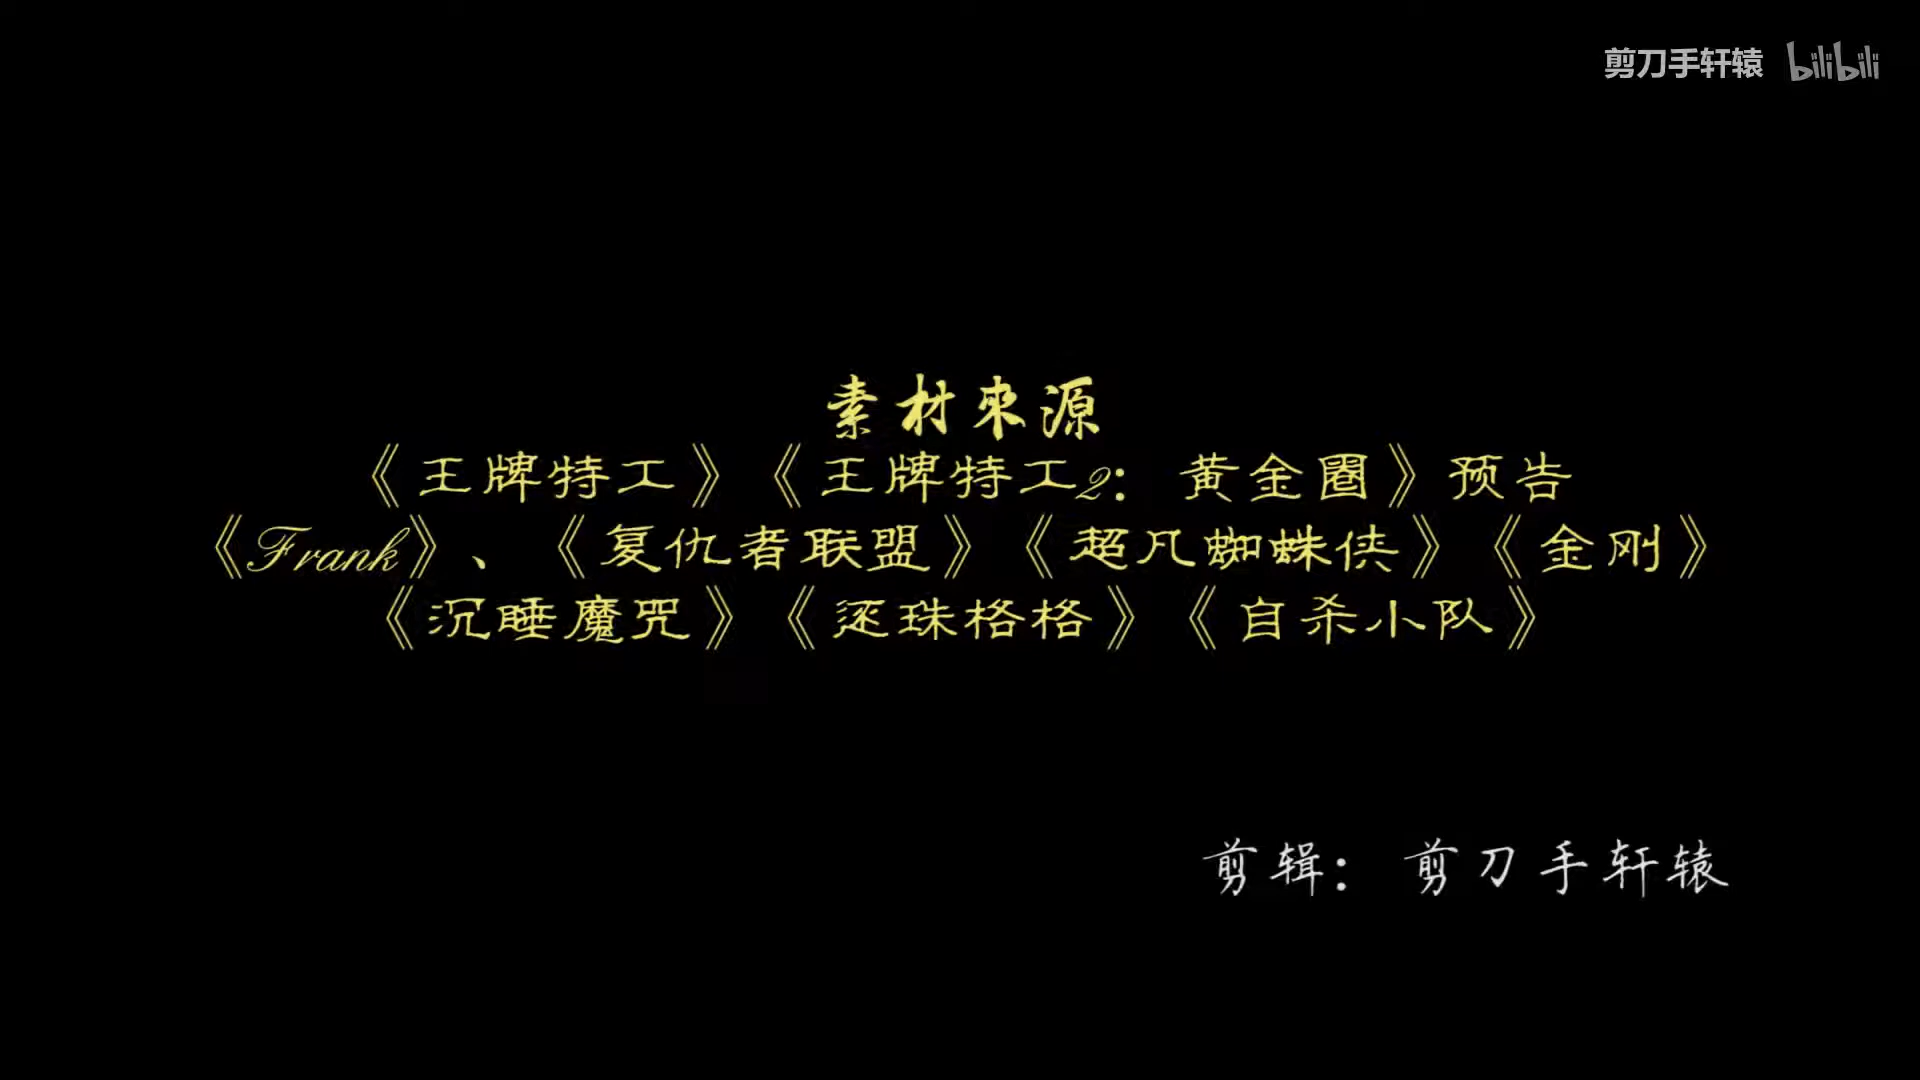 剪刀手轩辕 bilibili
素材来源
《王牌特工》《王牌特工2：黄金圈》预告
《Frank》、《复仇者联盟》《超凡蜘蛛侠》《金刚》
《沉睡魔咒》《还珠格格》《自杀小队》
剪辑：剪刀手轩辕